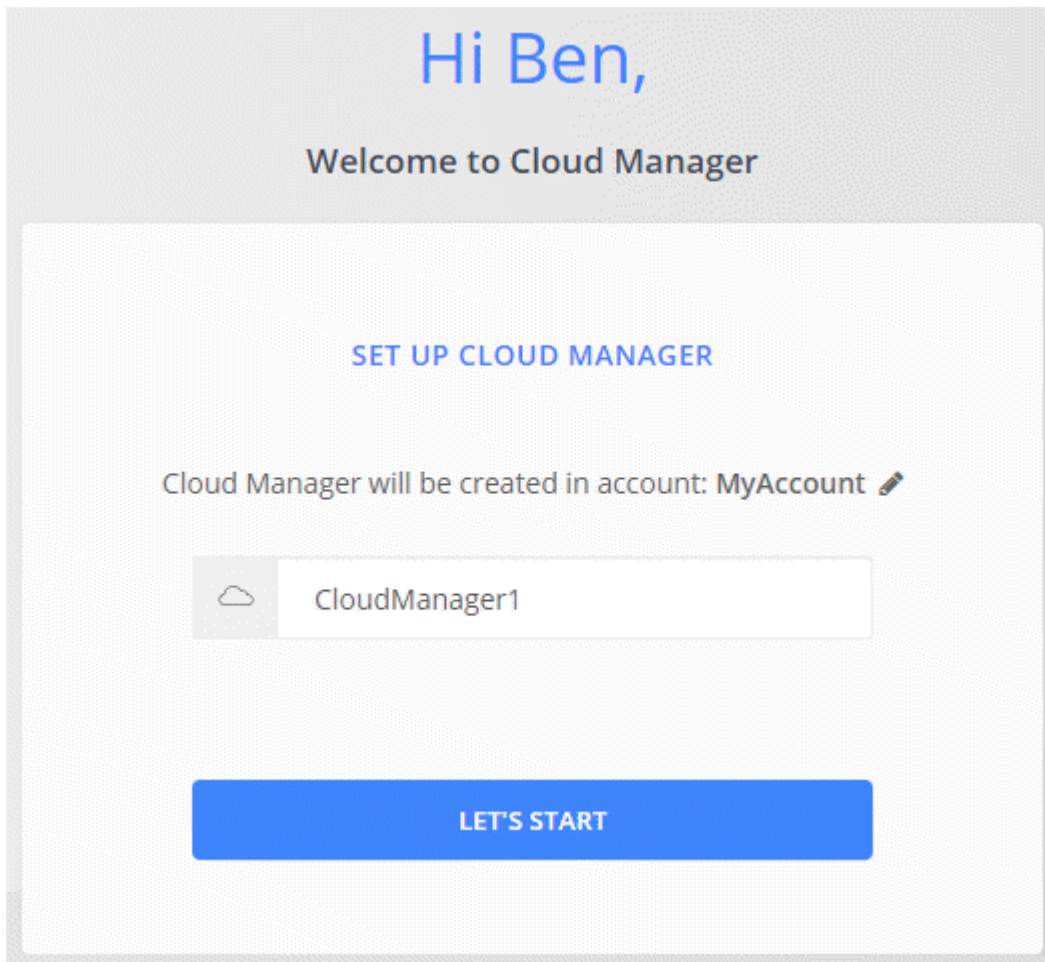 Hi Ben,
Welcome to Cloud Manager
SET UP CLOUD MANAGER
Cloud Manager will be created in account: MyAccount
CloudManager1
LET'S START